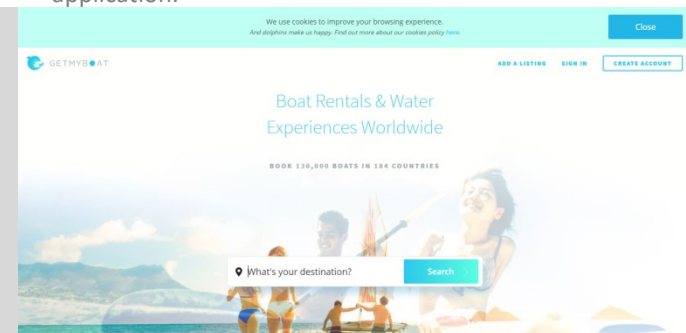 application.
We use cookies to improve your browsing experience.
And dolphins make us happy. Find out more about our cookies policy here.
Close
GETMYBOAT
ADD A LISTING SIGN IN CREATE ACCOUNT
Boat Rentals & Water
Experiences Worldwide
BOOK 130,000 BOATS IN 184 COUNTRIES
What's your destination?
Search